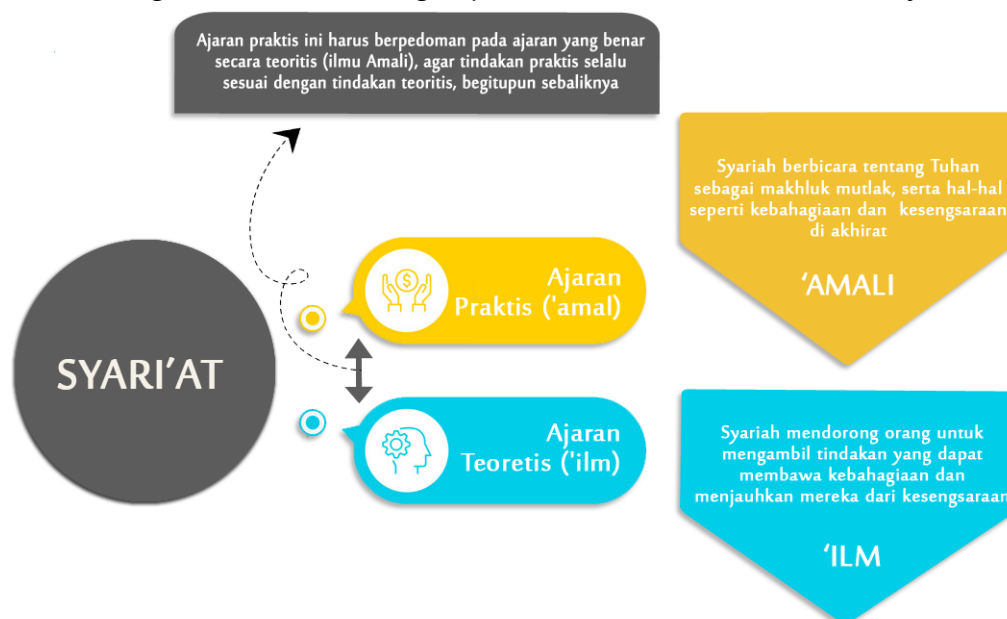 Ajaran praktis ini harus berpedoman pada ajaran yang benar
secara teoritis (ilmu Amali), agar tindakan praktis selalu
sesuai dengan tindakan teoritis, begitupun sebaliknya
SYARI’AT
Ajaran
Praktis ('amal)
Ajaran
Teoretis ('ilm)
Syariah berbicara tentang Tuhan
sebagai makhluk mutlak, serta hal-hal
seperti kebahagiaan dan kesengsaraan
di akhirat
‘AMALI
Syariah mendorong orang untuk
mengambil tindakan yang dapat
membawa kebahagiaan dan
menjauhkan mereka dari kesengsaraan
‘ILM